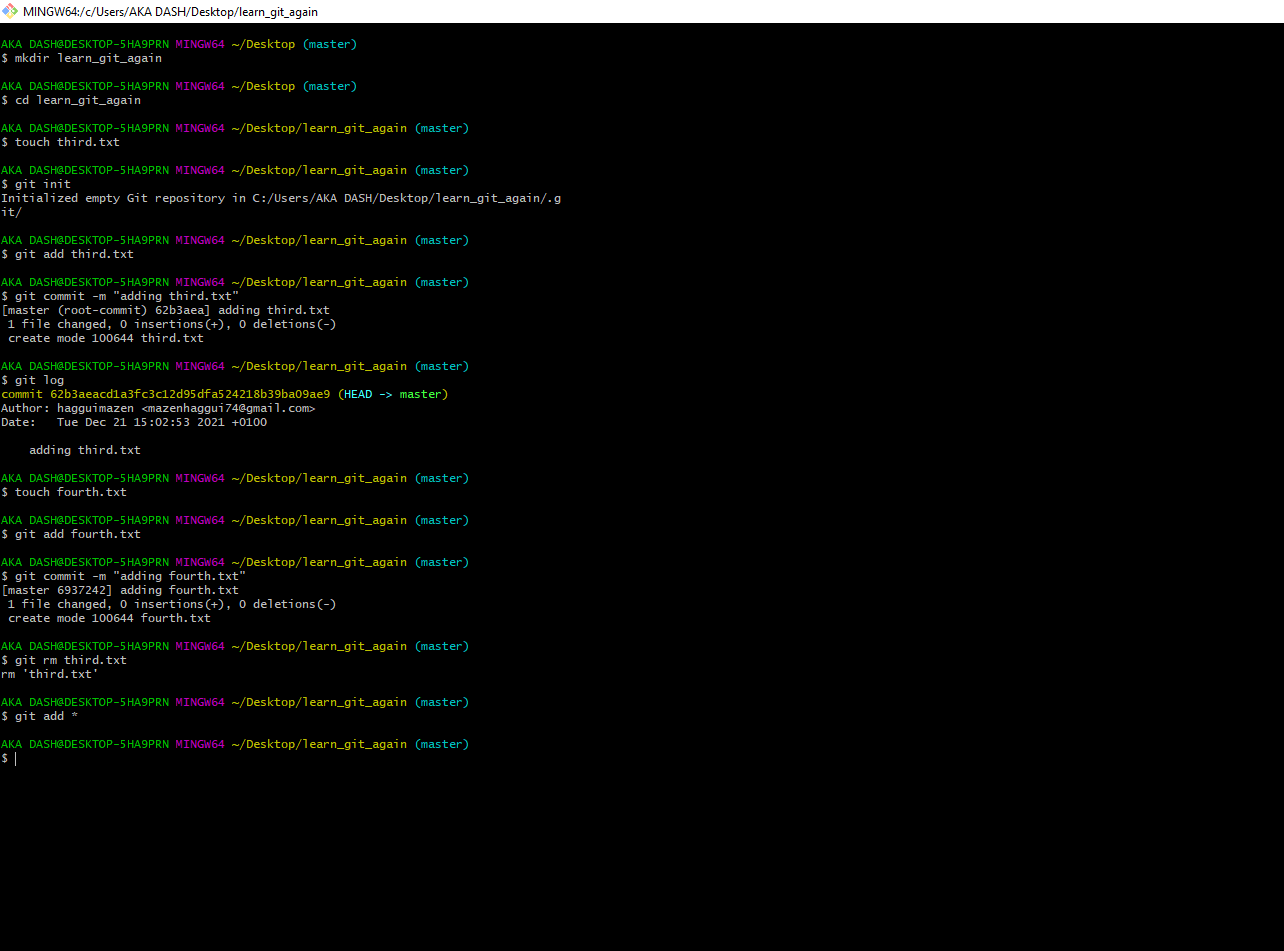 MINGW64:/c/Users/AKA DASH/Desktop/learn_git_again
AKA DASH@DESKTOP-5HA9PRN MINGW64 ~/Desktop (master)
$ mkdir learn_git_again
AKA DASH@DESKTOP-5HA9PRN MINGW64 ~/Desktop (master)
$ cd learn_git_again
AKA DASH@DESKTOP-5HA9PRN MINGW64 ~/Desktop/learn_git_again (master)
$ touch third.txt
AKA DASH@DESKTOP-5HA9PRN MINGW64 ~/Desktop/learn_git_again (master)
$ git init
Initialized empty Git repository in C:/Users/AKA DASH/Desktop/learn_git_again/.g
it/
AKA DASH@DESKTOP-5HA9PRN MINGW64 ~/Desktop/learn_git_again (master)
$ git add third.txt
AKA DASH@DESKTOP-5HA9PRN MINGW64 ~/Desktop/learn_git_again (master)
$ git commit -m "adding third.txt"
[master (root-commit) 62b3aea] adding third.txt
 1 file changed, 0 insertions(+), 0 deletions(-)
 create mode 100644 third.txt
AKA DASH@DESKTOP-5HA9PRN MINGW64 ~/Desktop/learn_git_again (master)
$ git log
commit 62b3aeacd1a3fc3c12d95dfa524218b39ba09ae9 (HEAD -> master)
Author: hagguimazen <mazenhaggui74@gmail.com>
Date:   Tue Dec 21 15:02:53 2021 +0100
    adding third.txt
AKA DASH@DESKTOP-5HA9PRN MINGW64 ~/Desktop/learn_git_again (master)
$ touch fourth.txt
AKA DASH@DESKTOP-5HA9PRN MINGW64 ~/Desktop/learn_git_again (master)
$ git add fourth.txt
AKA DASH@DESKTOP-5HA9PRN MINGW64 ~/Desktop/learn_git_again (master)
$ git commit -m "adding fourth.txt"
[master 6937242] adding fourth.txt
 1 file changed, 0 insertions(+), 0 deletions(-)
 create mode 100644 fourth.txt
AKA DASH@DESKTOP-5HA9PRN MINGW64 ~/Desktop/learn_git_again (master)
$ git rm third.txt
rm 'third.txt'
AKA DASH@DESKTOP-5HA9PRN MINGW64 ~/Desktop/learn_git_again (master)
$ git add *
AKA DASH@DESKTOP-5HA9PRN MINGW64 ~/Desktop/learn_git_again (master)
$